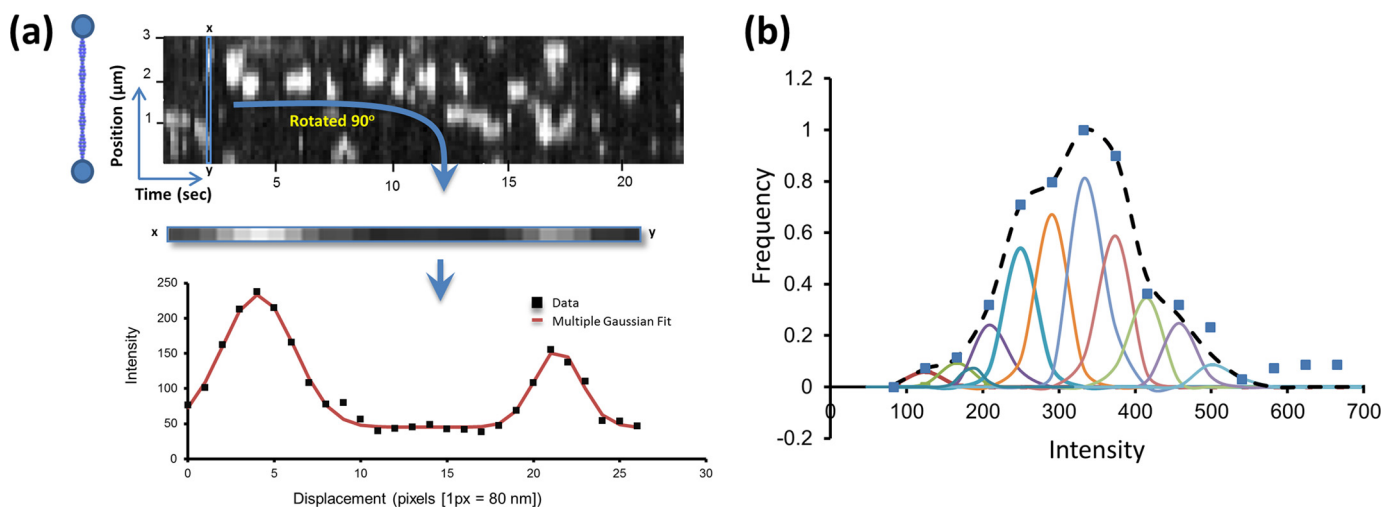 (a)
x
3
2
1
Position (µm)
Rotated 90º
y
Time (sec)
5
10
15
20
x
y
250
200
150
100
50
0
Intensity
Data
Multiple Gaussian Fit
0
5
10
15
20
25
30
Displacement (pixels [1px = 80 nm])
(b)
1.2
1
0.8
0.6
0.4
0.2
0
-0.2
Frequency
0
100
200
300
400
500
600
700
Intensity